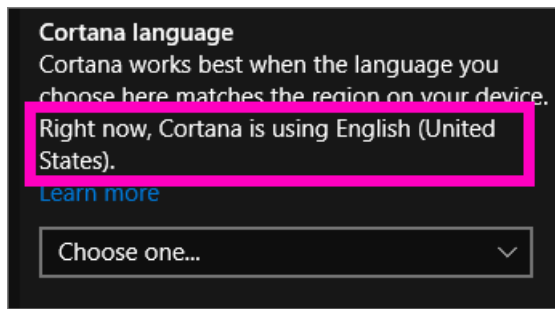 Cortana language
Cortana works best when the language you
choose here matches the region on your device.
Right now, Cortana is using English (United
States).
Learn more
Choose one...